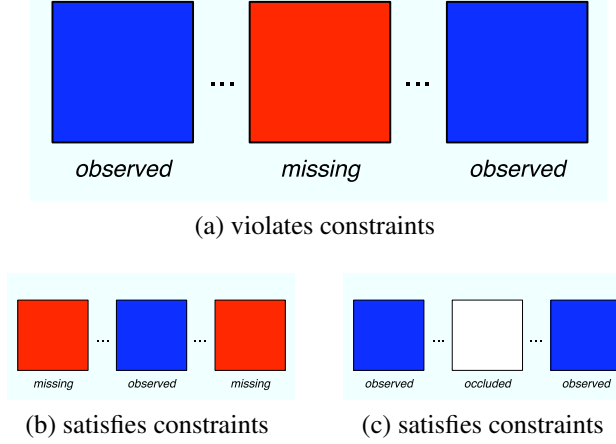 ... ...
observed missing observed
(a) violates constraints
... ... ... ...
missing observed missing observed occluded observed
(b) satisfies constraints (c) satisfies constraints